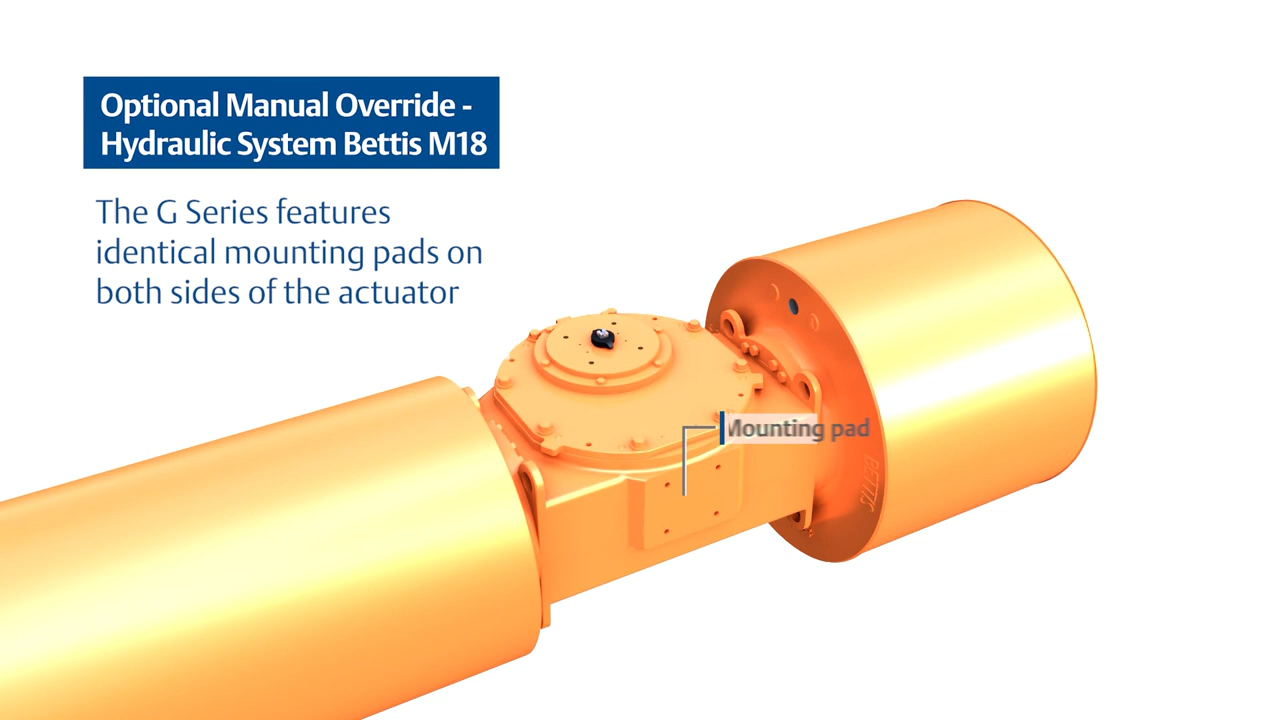 Optional Manual Override -
Hydraulic System Bettis M18
The G Series features
identical mounting pads on
both sides of the actuator
Mounting pad
BETTIS